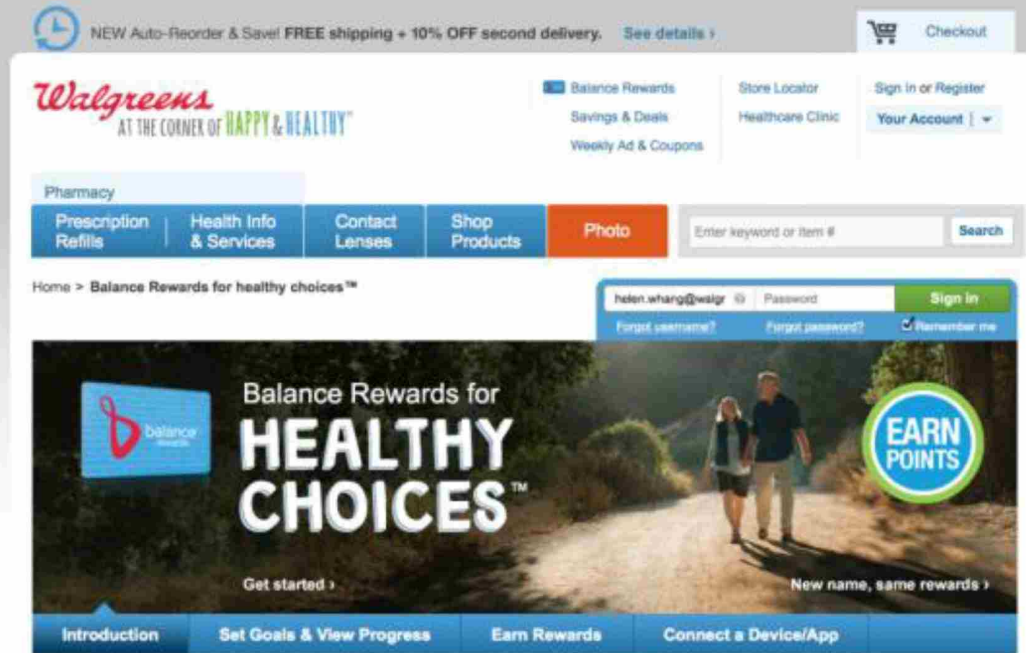 NEW Auto-Reorder & Save! FREE shipping + 10% OFF second delivery. See details ›
Checkout
Walgreens
AT THE CORNER OF HAPPY & HEALTHY™
Balance Rewards
Savings & Deals
Weekly Ad & Coupons
Store Locator
Healthcare Clinic
Sign In or Register
Your Account
Pharmacy
Prescription
Refills
Health Info
& Services
Contact
Lenses
Shop
Products
Photo
Enter keyword or item #
Search
Home > Balance Rewards for healthy choices™
helen.whang@walgr
Password
Sign in
Forgot username?
Forgot password?
Remember me
balance
rewards
Balance Rewards for
HEALTHY
CHOICES™
EARN
POINTS
Get started ›
New name, same rewards ›
Introduction
Set Goals & View Progress
Earn Rewards
Connect a Device/App